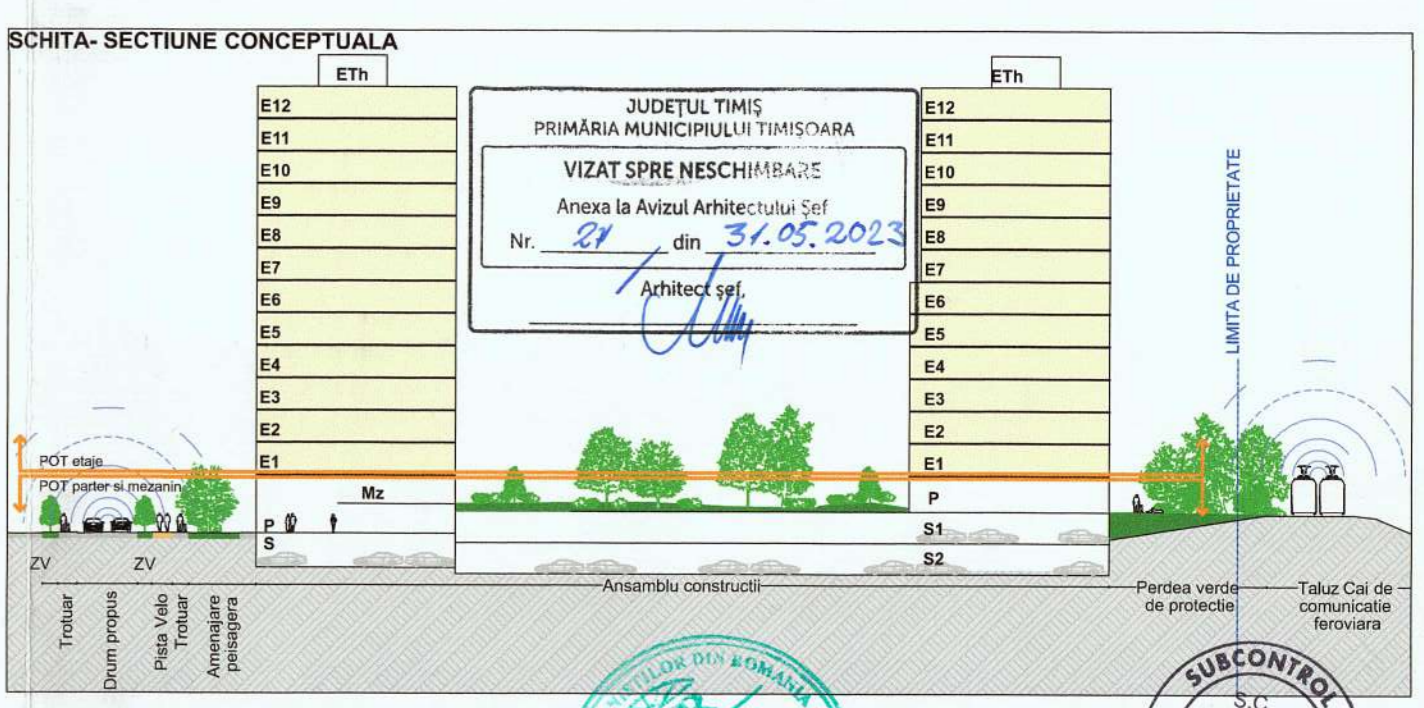 SCHITA- SECTIUNE CONCEPTUALA
ETh
E12
E11
E10
E9
E8
E7
E6
E5
E4
E3
E2
E1
Mz
P
S
JUDEȚUL TIMIȘ
PRIMĂRIA MUNICIPIULUI TIMIȘOARA
VIZAT SPRE NESCHIMBARE
Anexa la Avizul Arhitectului Șef
Nr. din 31.05.2023
Arhitect șef,
ETh
E12
E11
E10
E9
E8
E7
E6
E5
E4
E3
E2
E1
P
S1
S2
LIMITA DE PROPRIETATE
POT etaje
POT parter si mezanin
ZV
ZV
Trotuar
Drum propus
Pista Velo
Trotuar
Amenajare
peisagera
Ansamblu constructii
Perdea verde
de protectie
Taluz Cai de
comunicatie
feroviara
DIN ROMANIA
SUBCONTROL
S.C.